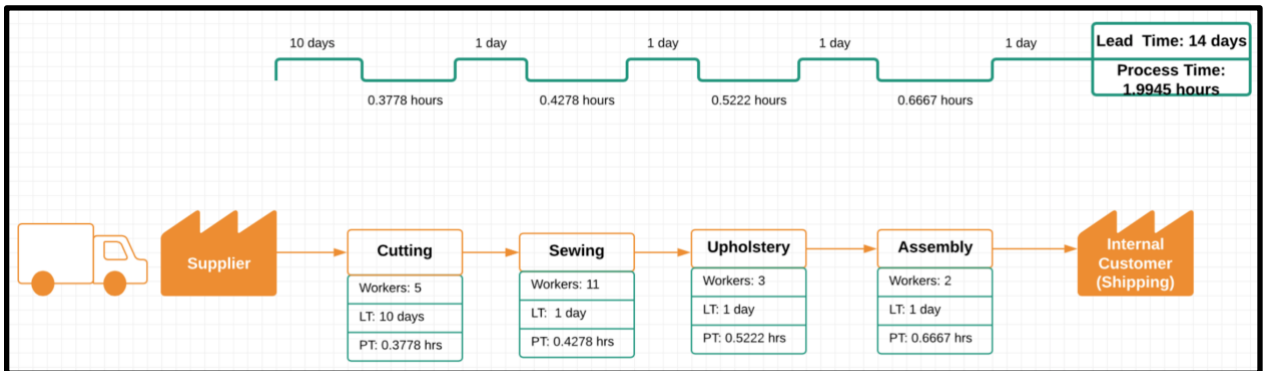 10 days
1 day
1 day
1 day
1 day
Lead Time: 14 days
Process Time:
1.9945 hours
0.3778 hours
0.4278 hours
0.5222 hours
0.6667 hours
Supplier
Cutting
Workers: 5
LT: 10 days
PT: 0.3778 hrs
Sewing
Workers: 11
LT: 1 day
PT: 0.4278 hrs
Upholstery
Workers: 3
LT: 1 day
PT: 0.5222 hrs
Assembly
Workers: 2
LT: 1 day
PT: 0.6667 hrs
Internal
Customer
(Shipping)